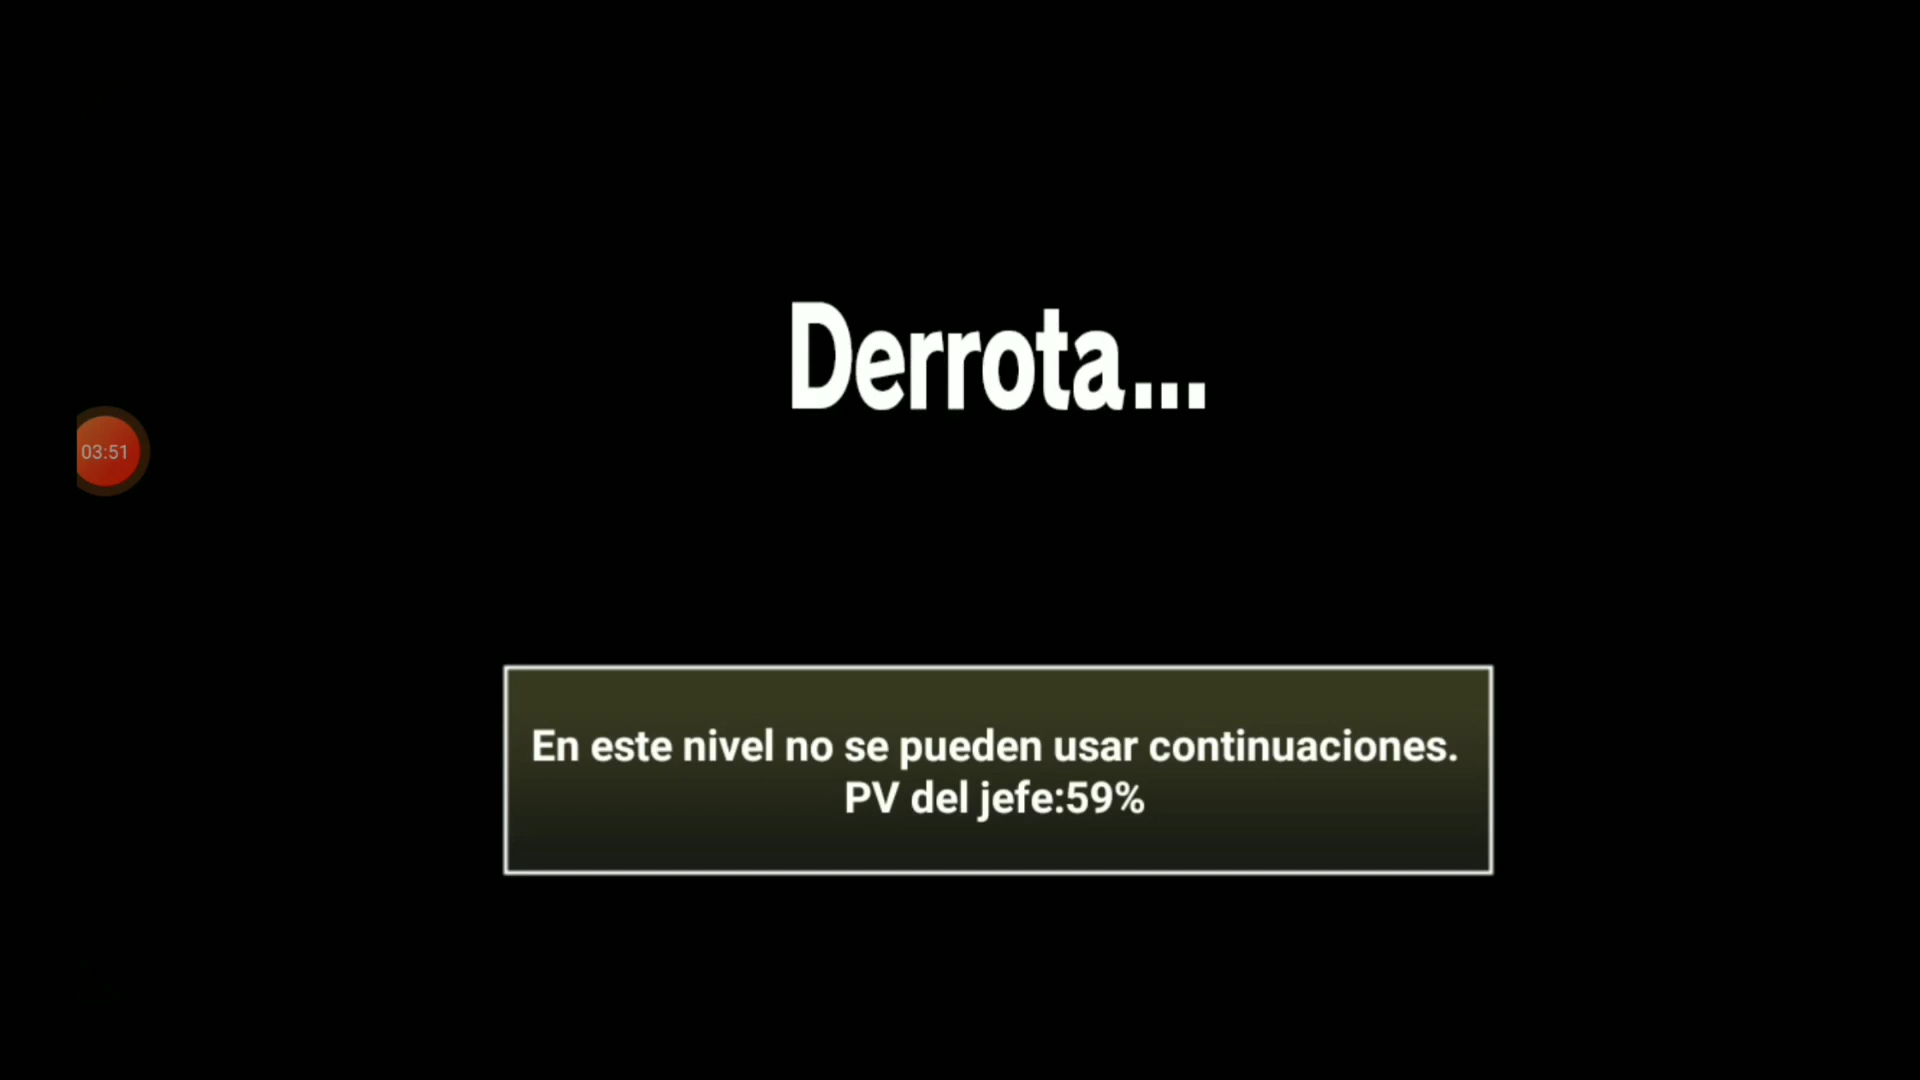 Derrota...
03:51
En este nivel no se pueden usar continuaciones.
PV del jefe:59%